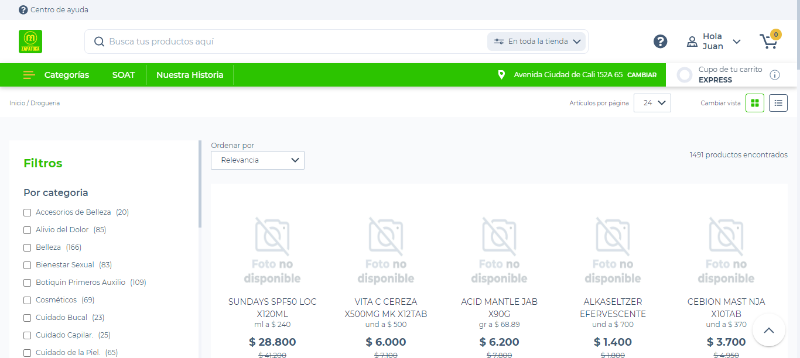 Centro de ayuda
Busca tus productos aquí
En toda la tienda
Hola
Juan
0
Categorías
SOAT
Nuestra Historia
Avenida Ciudad de Cali 152A 65 CAMBIAR
Cupo de tu carrito
EXPRESS
Inicio / Drogueria
Artículos por página
24
Cambiar vista
Filtros
Por categoría
Accesorios de Belleza (20)
Alivio del Dolor (85)
Belleza (166)
Bienestar Sexual (83)
Botiquin Primeros Auxilio (109)
Cosméticos (69)
Cuidado Bucal (23)
Cuidado Capilar. (25)
Cuidado de la Piel. (65)
Ordenar por
Relevancia
1491 productos encontrados
Foto no
disponible
SUNDAYS SPF50 LOC
X120ML
ml a $ 240
$ 28.800
$ 41.200
Foto no
disponible
VITA C CEREZA
X500MG MK X12TAB
und a $ 500
$ 6.000
$ 7.100
Foto no
disponible
ACID MANTLE JAB
X90G
gr a $ 68.89
$ 6.200
$ 7.800
Foto no
disponible
ALKASELTZER
EFERVESCENTE
und a $ 700
$ 1.400
$ 1.800
Foto no
disponible
CEBION MAST NJA
X10TAB
und a $ 370
$ 3.700
$ 4.950